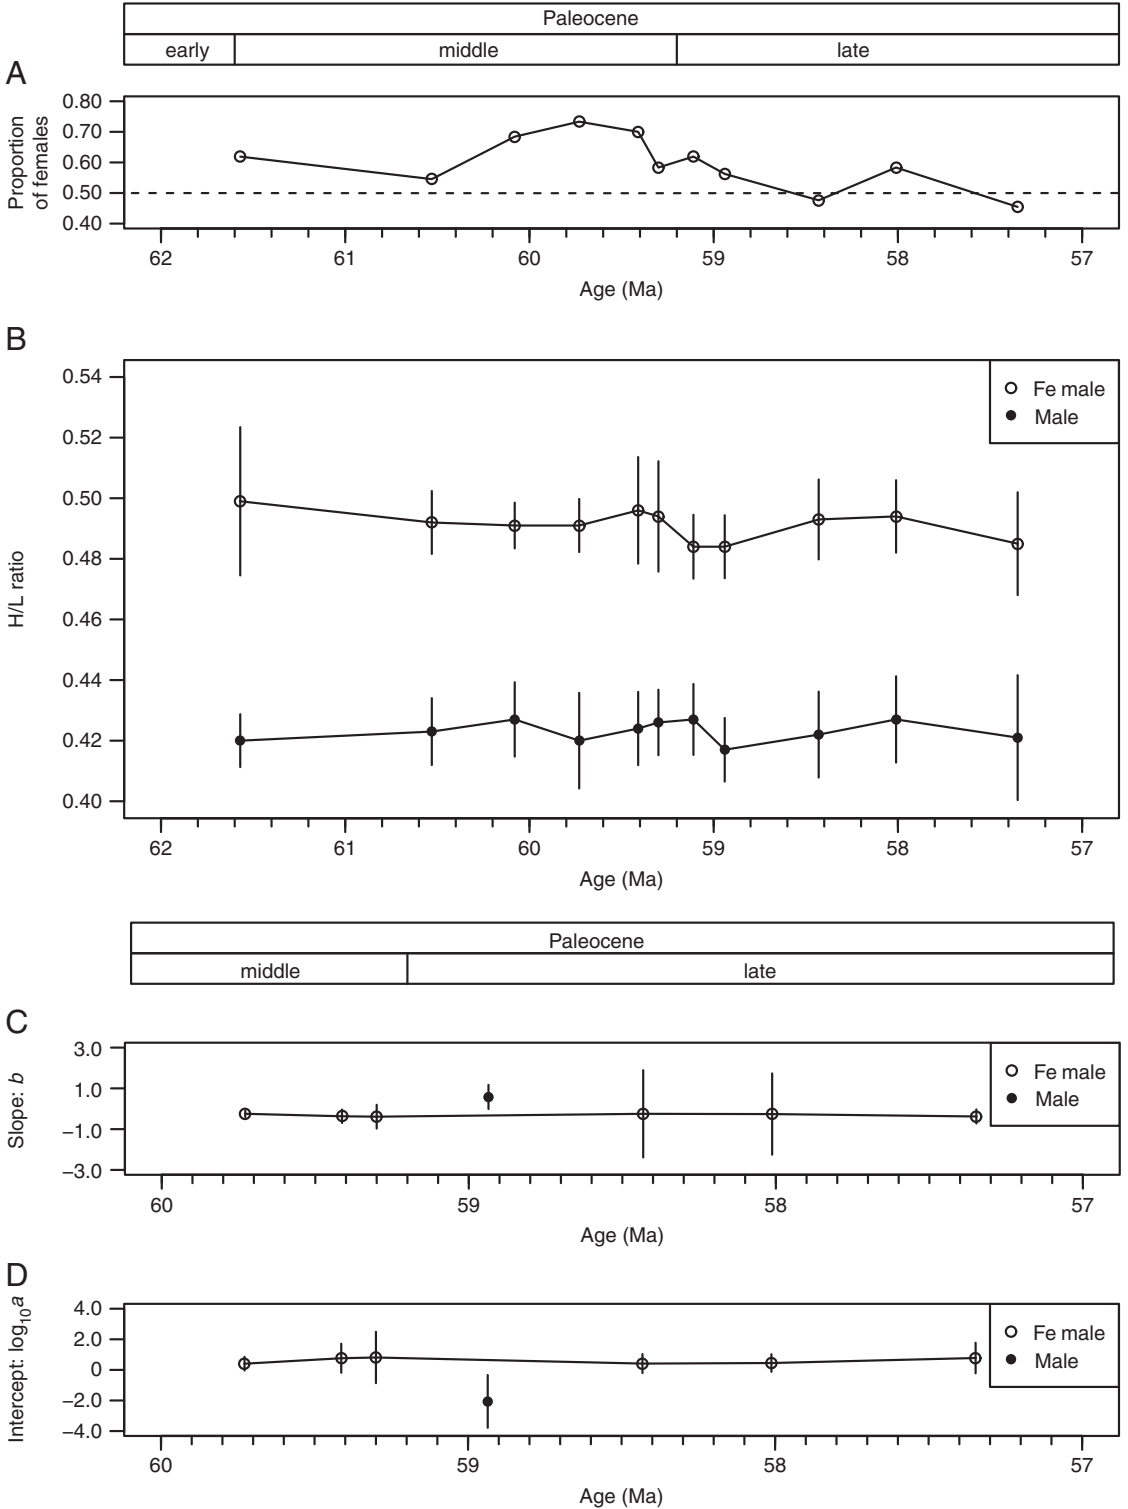 Paleocene
early middle late
A
Proportion
of females
0.80
0.70
0.60
0.50
0.40
62 61 60 59 58 57
Age (Ma)
B
H/L ratio
0.54
0.52
0.50
0.48
0.46
0.44
0.42
0.40
Fe male
Male
62 61 60 59 58 57
Age (Ma)
Paleocene
middle late
C
Slope: b
3.0
1.0
−1.0
−3.0
Fe male
Male
60 59 58 57
Age (Ma)
D
Intercept: log10a
4.0
2.0
0
−2.0
−4.0
Fe male
Male
60 59 58 57
Age (Ma)